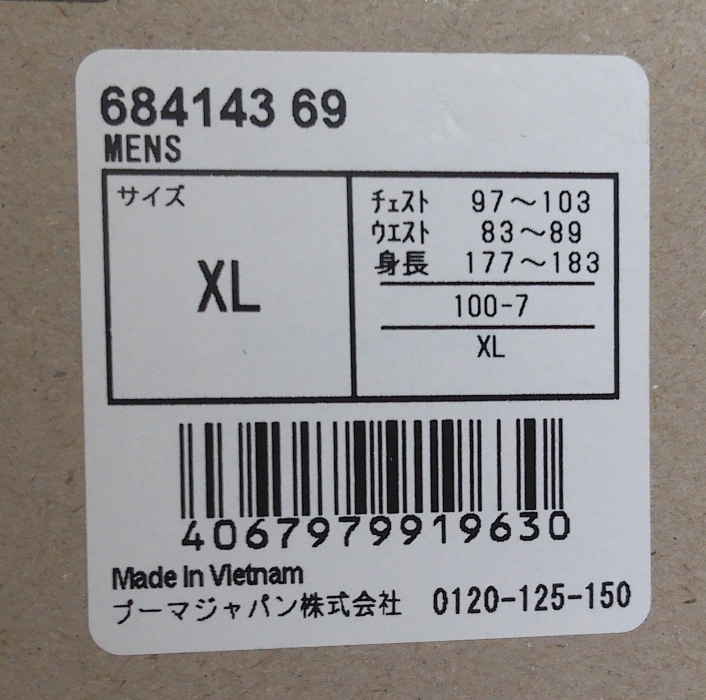 684143 69
MENS
サイズ
XL
チェスト 97～103
ウエスト 83～89
身長 177～183
100-7
XL
4067979919630
Made in Vietnam
プーマジャパン株式会社 0120-125-150